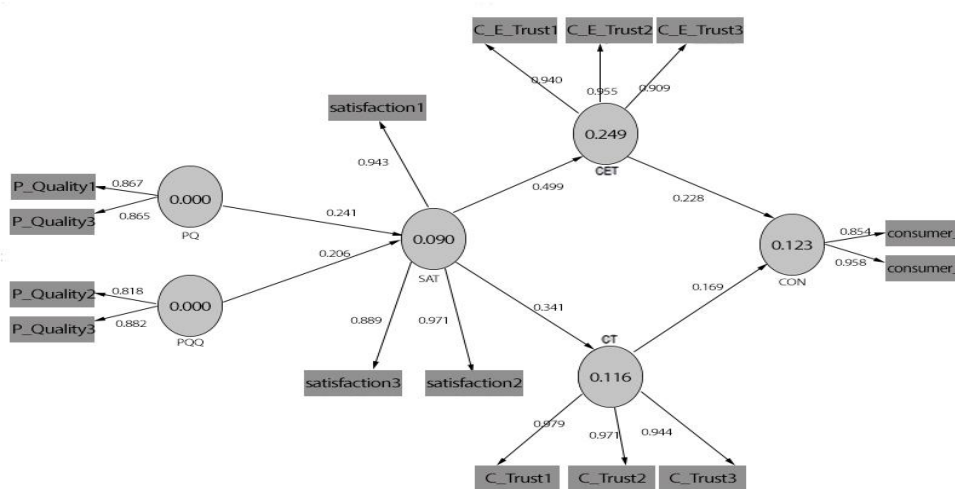 C_E_Trust1
C_E_Trust2
C_E_Trust3
0.940
0.955
0.909
satisfaction1
0.249
CET
0.943
0.499
0.228
P_Quality1
0.867
P_Quality3
0.865
0.000
PQ
0.241
0.090
SAT
0.206
0.123
CON
0.854
consumer_
0.958
consumer_
P_Quality2
0.818
P_Quality3
0.882
0.000
PQQ
0.889
0.971
0.341
0.169
CT
0.116
satisfaction3
satisfaction2
0.979
0.971
0.944
C_Trust1
C_Trust2
C_Trust3